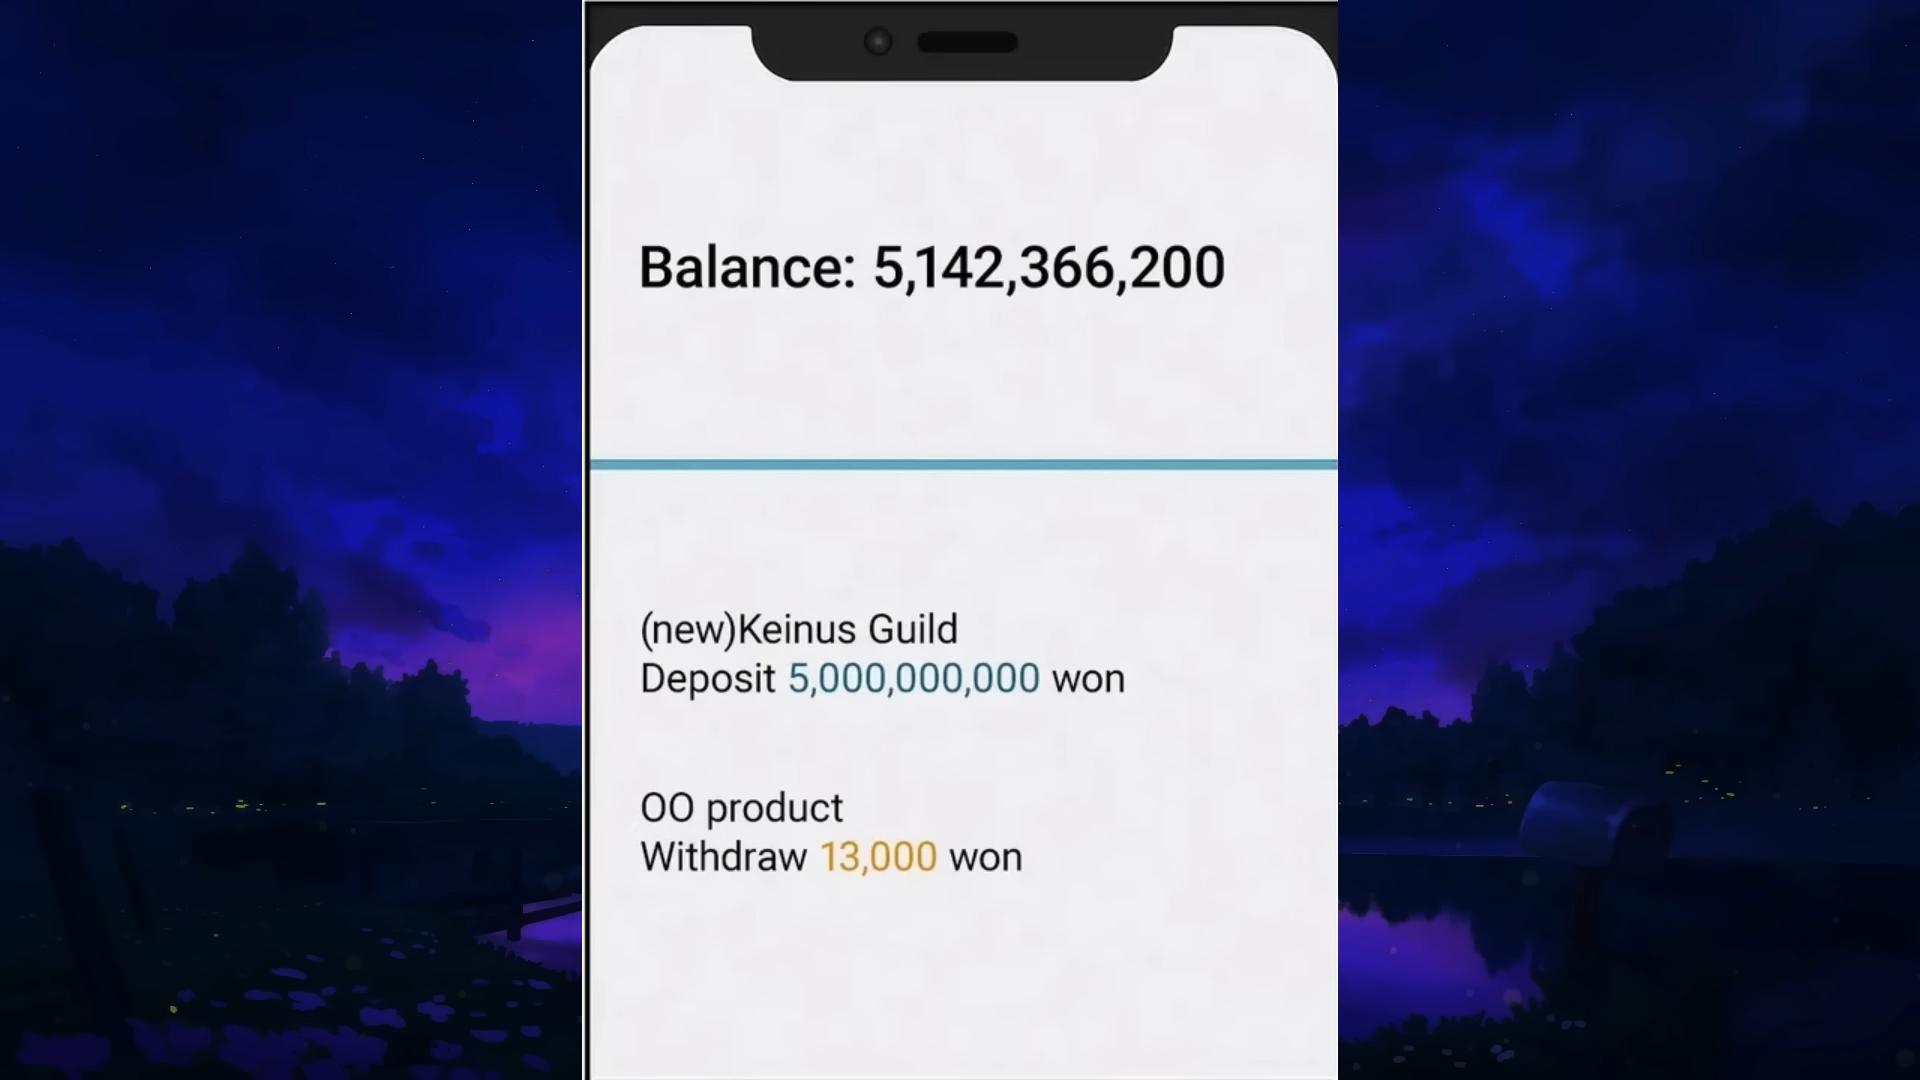 Balance: 5,142,366,200
(new)Keinus Guild
Deposit 5,000,000,000 won
OO product
Withdraw 13,000 won